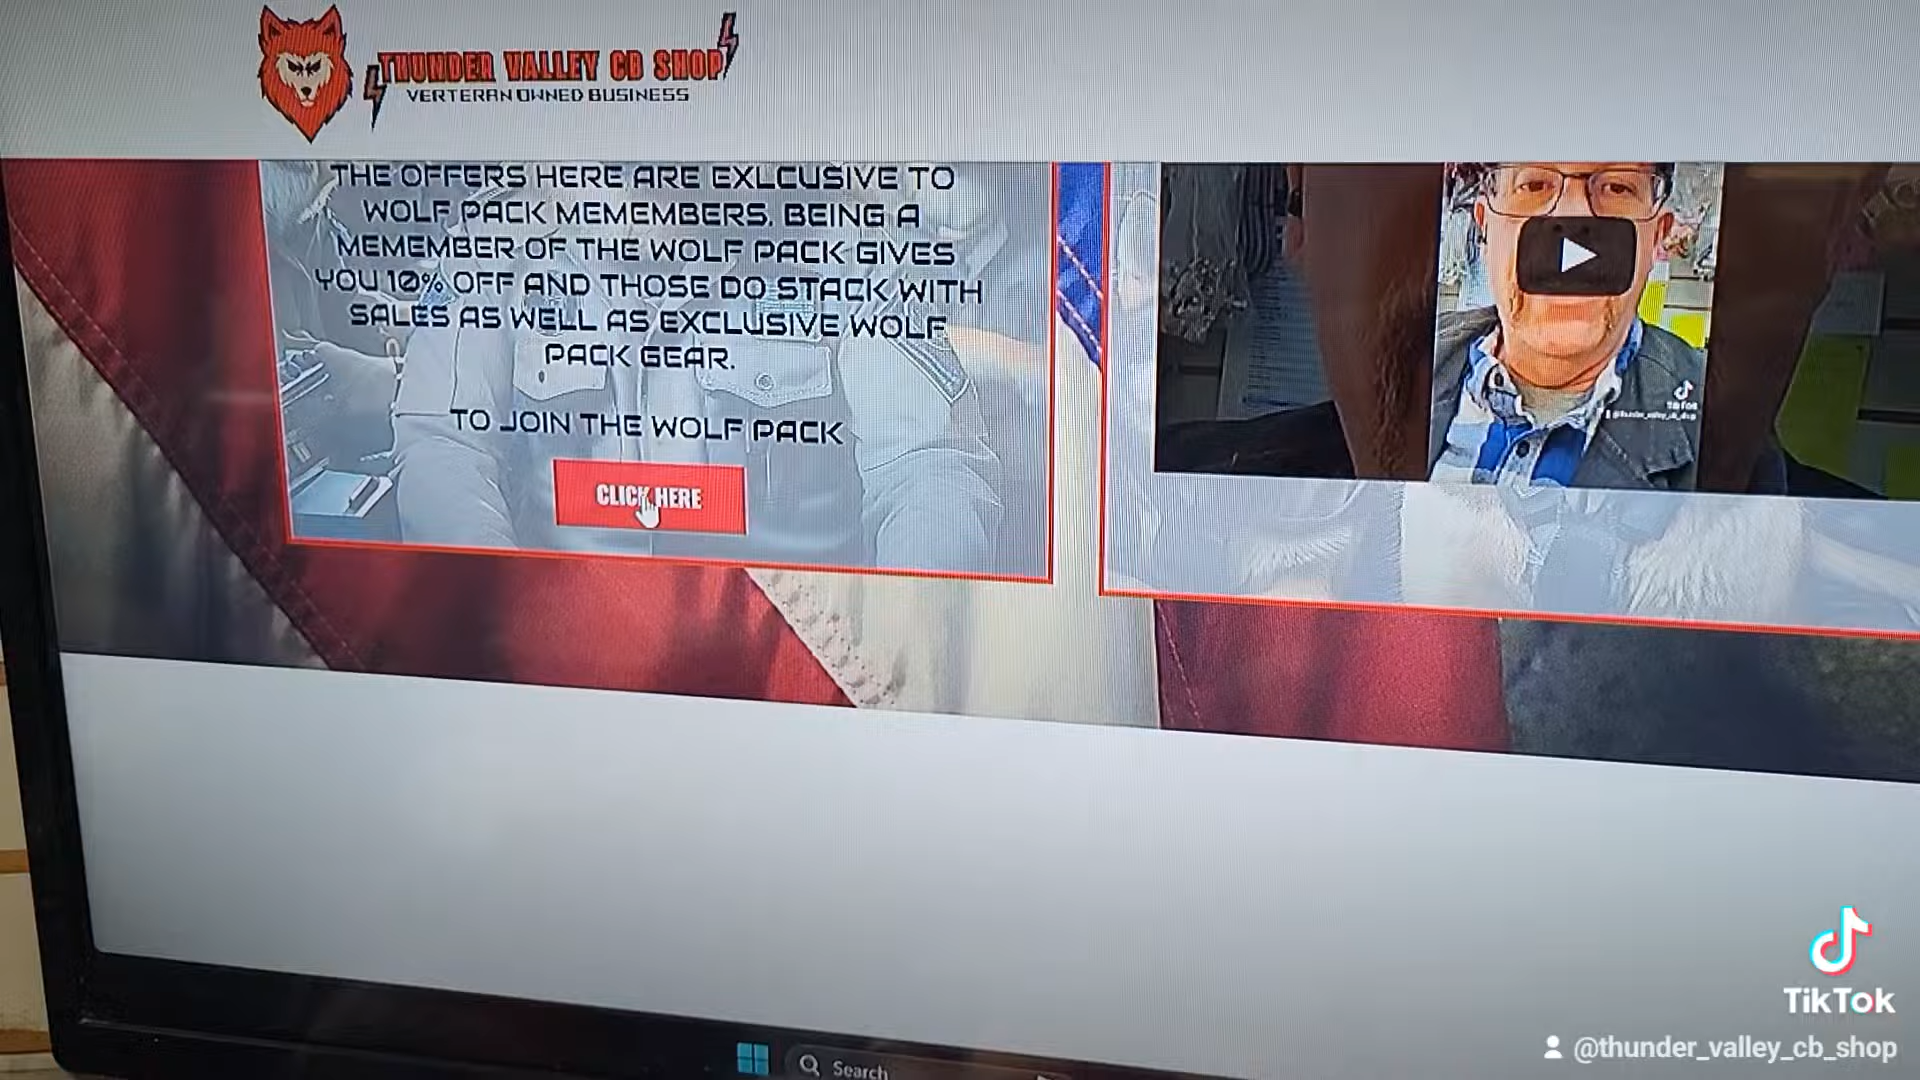 THUNDER VALLEY CB SHOP
VERTERAN OWNED BUSINESS
THE OFFERS HERE ARE EXLCUSIVE TO
WOLF PACK MEMEMBERS. BEING A
MEMEMBER OF THE WOLF PACK GIVES
YOU 10% OFF AND THOSE DO STACK WITH
SALES AS WELL AS EXCLUSIVE WOLF
PACK GEAR.
TO JOIN THE WOLF PACK
CLICK HERE
TikTok
@thunder_valley_cb_shop
Search
TikTok
@thunder_valley_cb_shop